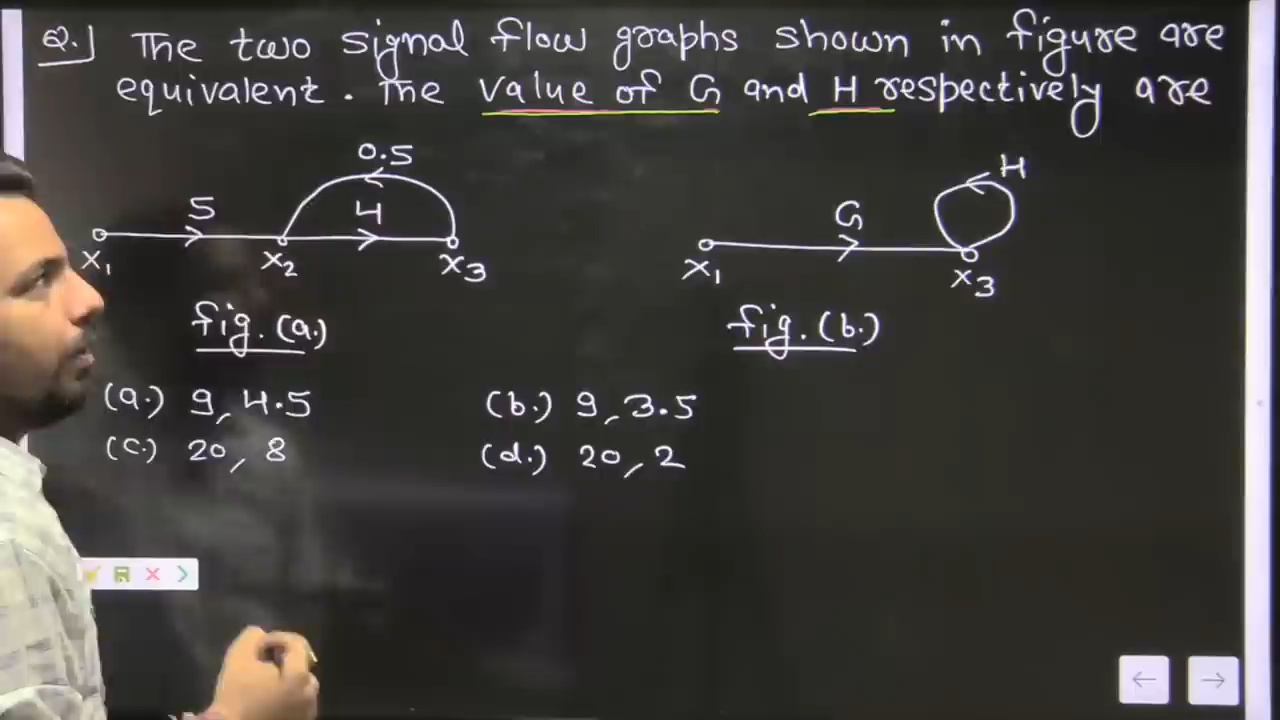 Q.] The two signal flow graphs shown in figure are
equivalent. The value of G and H respectively are
0.5
5
4
x1
x2
x3
fig. (a.)
H
G
x1
x3
fig. (b.)
(a.) 9, 4.5
(b.) 9, 3.5
(c.) 20, 8
(d.) 20, 2